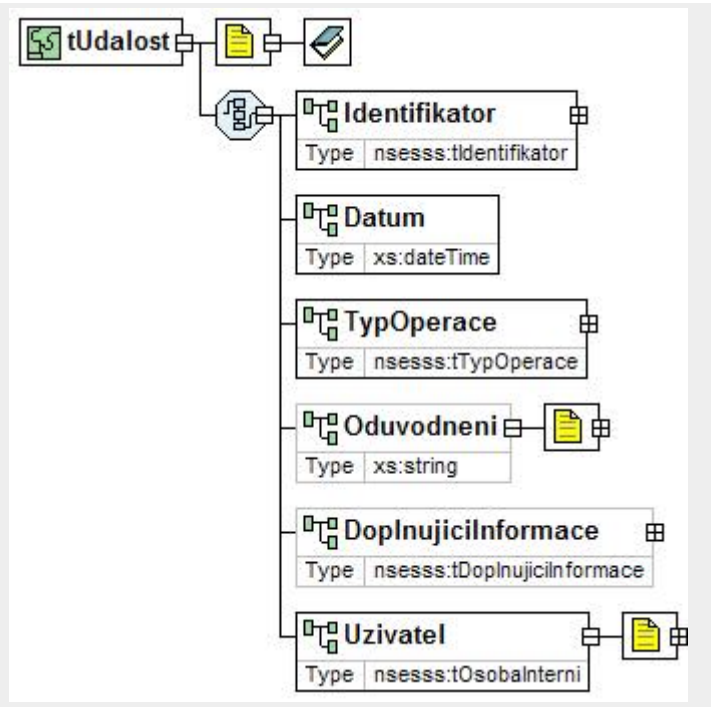 tUdalost
Identifikator
Type nsesss:tIdentifikator
Datum
Type xs:dateTime
TypOperace
Type nsesss:tTypOperace
Oduvodneni
Type xs:string
DoplnujiciInformace
Type nsesss:tDoplnujiciInformace
Uzivatel
Type nsesss:tOsobaInterni